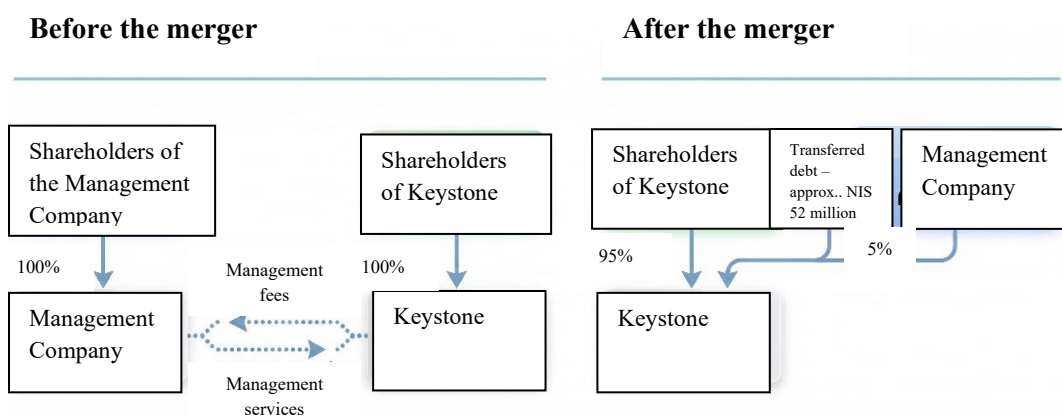 Before the merger
After the merger
Shareholders of
the Management
Company
Shareholders
of Keystone
Shareholders
of Keystone
Transferred
debt –
approx.. NIS
52 million
Management
Company
100%
Management
fees
100%
95%
5%
Management
Company
Keystone
Keystone
Management
services